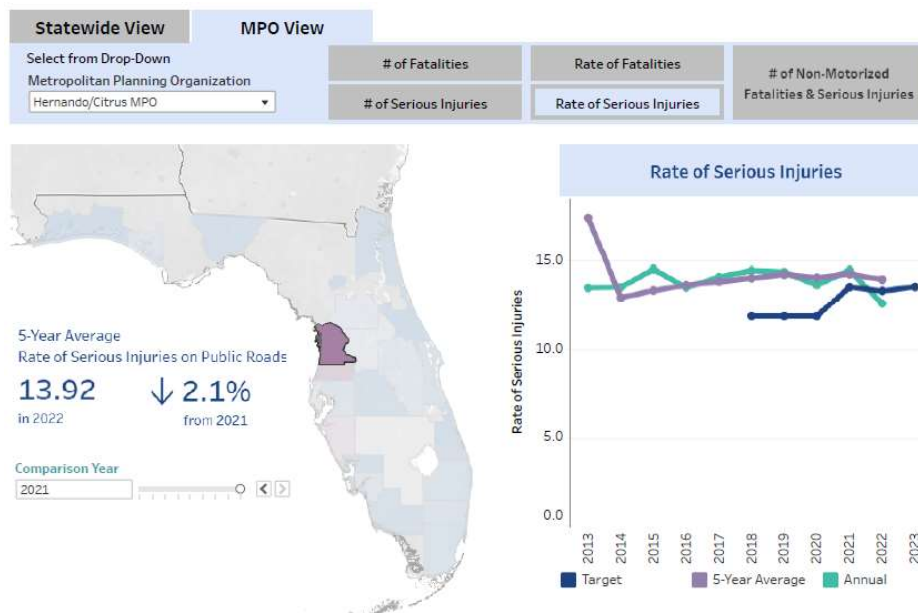 Statewide View
MPO View
Select from Drop-Down
Metropolitan Planning Organization
Hernando/Citrus MPO
# of Fatalities
Rate of Fatalities
# of Serious Injuries
Rate of Serious Injuries
# of Non-Motorized
Fatalities & Serious Injuries
5-Year Average
Rate of Serious Injuries on Public Roads
13.92
↓ 2.1%
in 2022
from 2021
Comparison Year
2021
Rate of Serious Injuries
Rate of Serious Injuries
15.0
10.0
5.0
0.0
2013
2014
2015
2016
2017
2018
2019
2020
2021
2022
2023
Target
5-Year Average
Annual